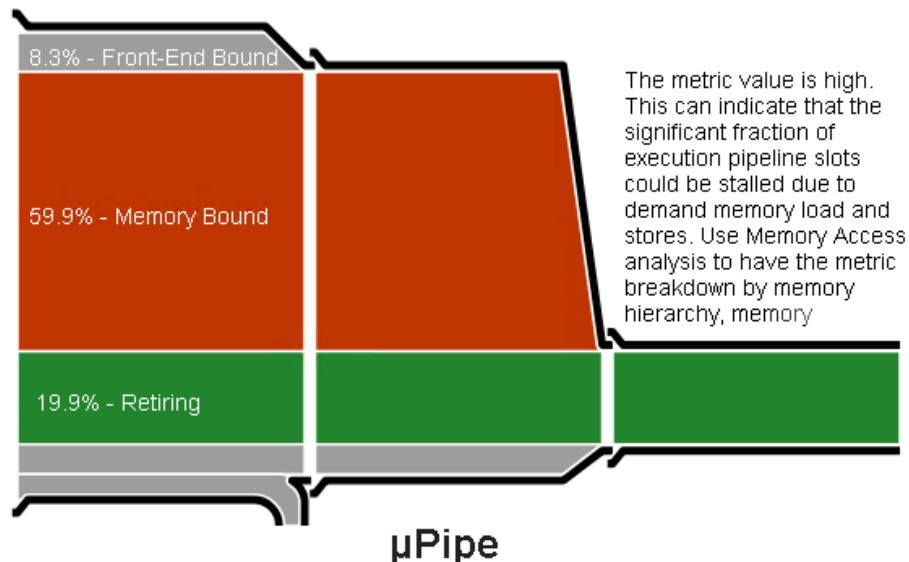 8.3% - Front-End Bound
59.9% - Memory Bound
19.9% - Retiring
The metric value is high.
This can indicate that the
significant fraction of
execution pipeline slots
could be stalled due to
demand memory load and
stores. Use Memory Access
analysis to have the metric
breakdown by memory
hierarchy, memory
µPipe